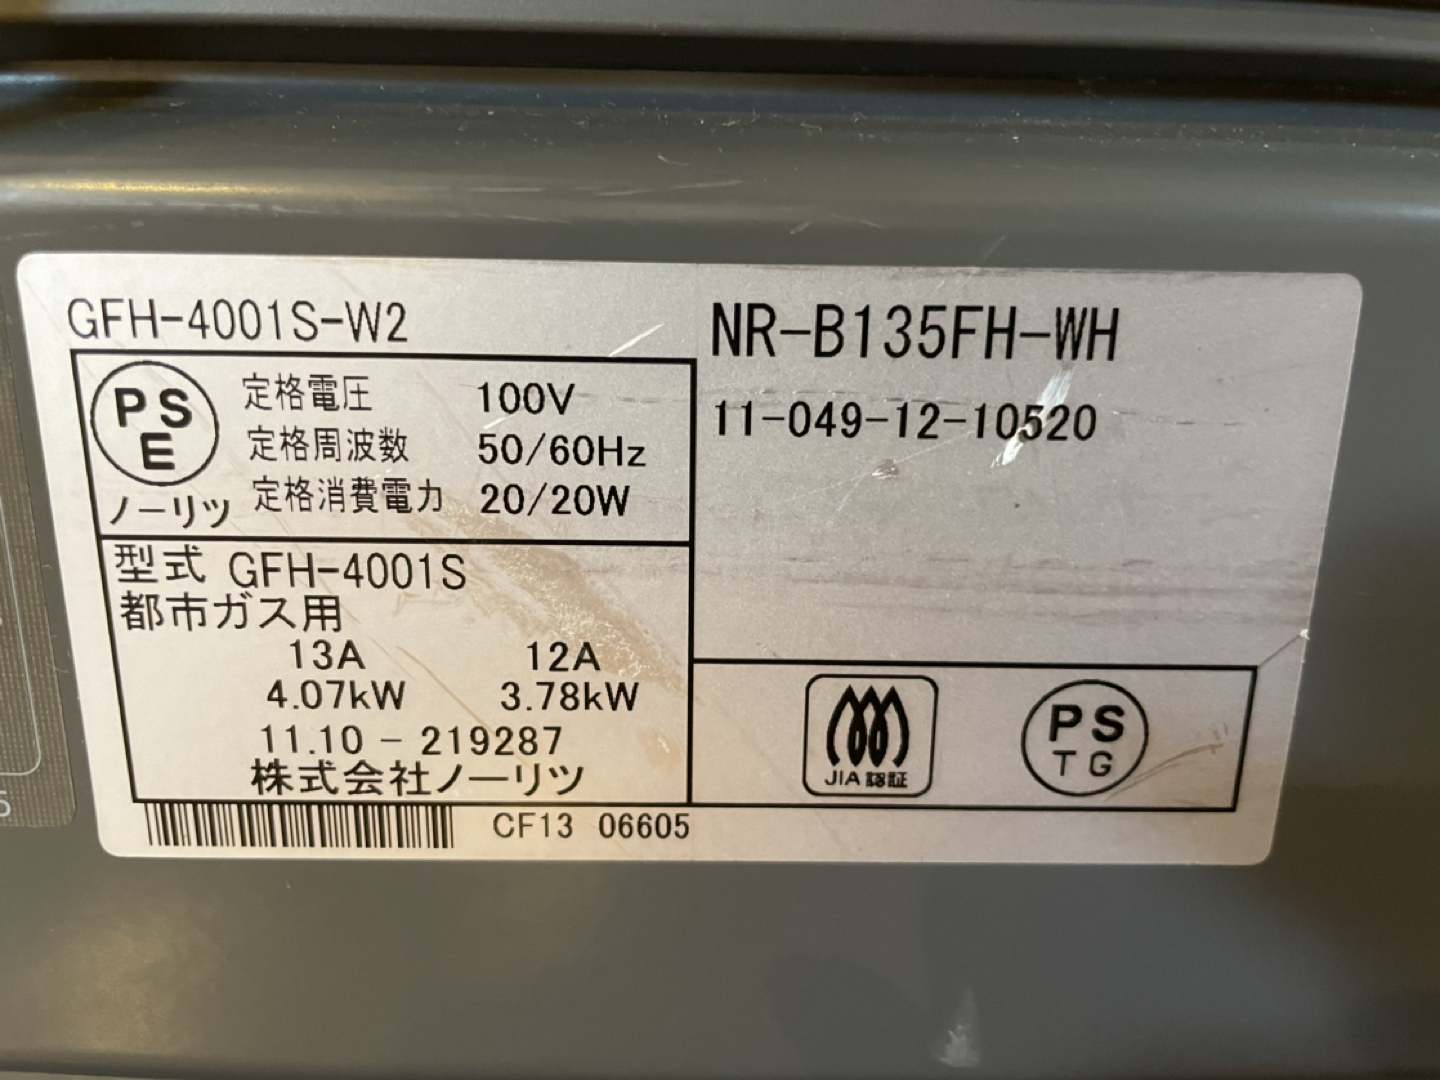 GFH-4001S-W2
PS
E
ノーリツ
定格電圧 100V
定格周波数 50/60Hz
定格消費電力 20/20W
型式 GFH-4001S
都市ガス用
13A 12A
4.07kW 3.78kW
11.10 - 219287
株式会社ノーリツ
CF13 06605
NR-B135FH-WH
11-049-12-10520
JIA 認証
PS
TG
5